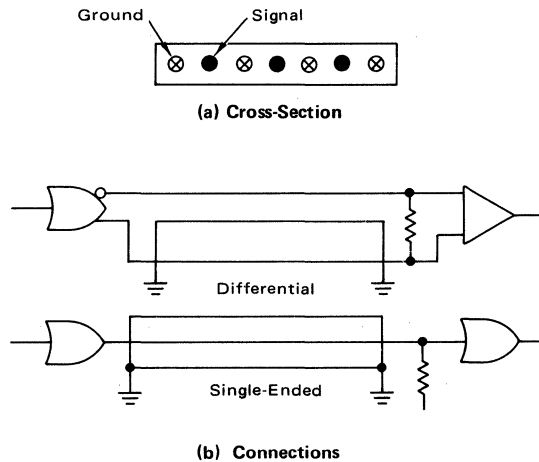 Ground Signal
(a) Cross-Section
Differential
Single-Ended
(b) Connections